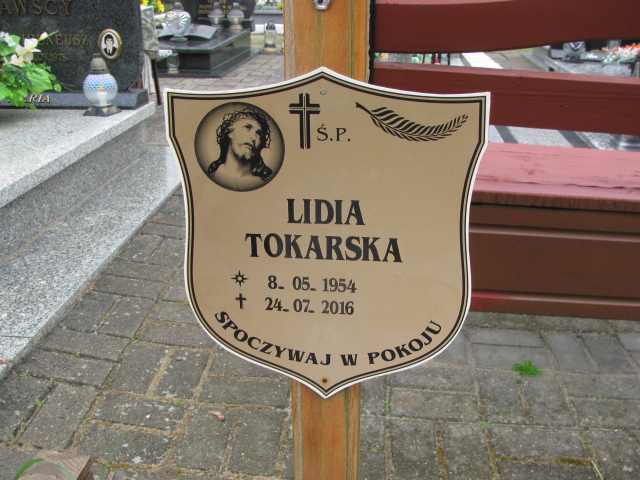 Ś.P.
LIDIA
TOKARSKA
8. 05. 1954
24. 07. 2016
SPOCZYWAJ W POKOJU